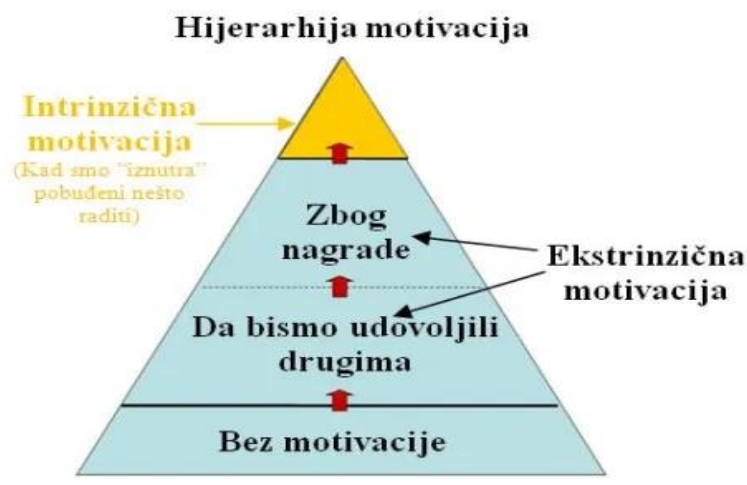 Hijerarhija motivacija
Intrinzična
motivacija
(Kad smo "iznutra"
pobuđeni nešto
raditi)
Zbog
nagrade
Ekstrinzična
motivacija
Da bismo udovoljili
drugima
Bez motivacije